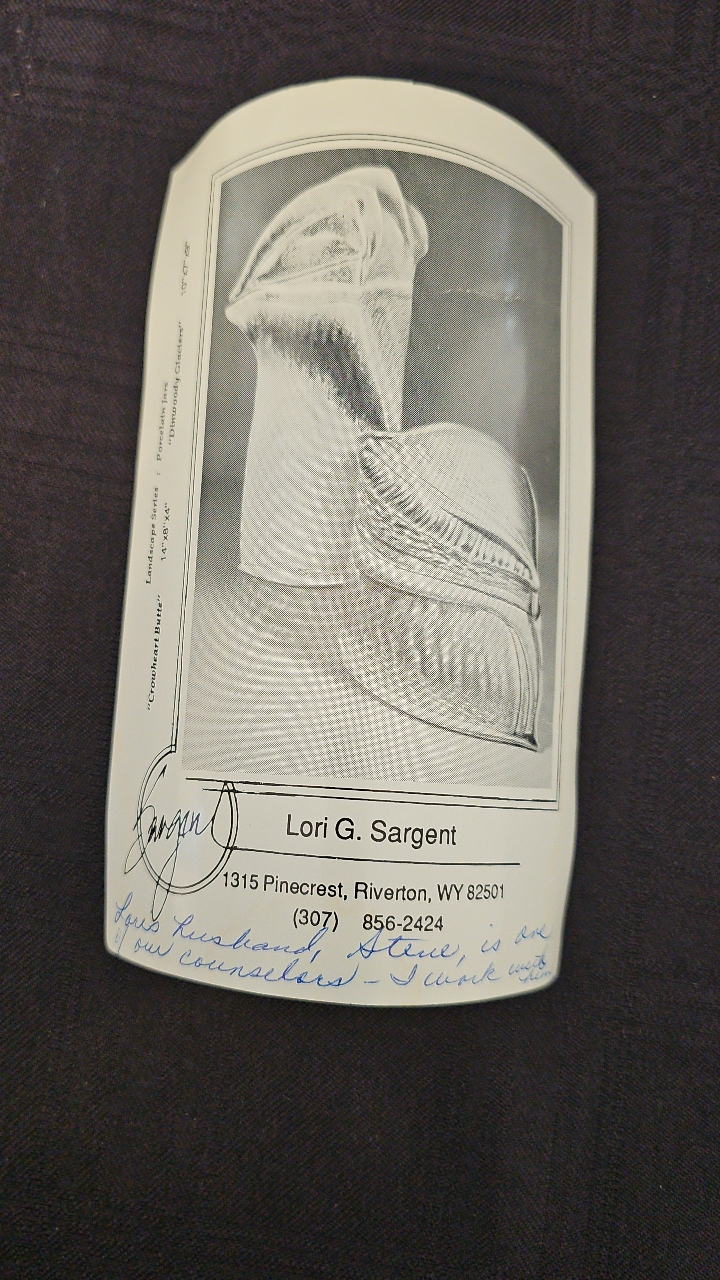 "Crowheart Butte" Landscape Series : Porcelain Jars
14"x8"x4" "Dinwoody Glaciers"
Sargent
Lori G. Sargent
1315 Pinecrest, Riverton, WY 82501
(307) 856-2424
Loris husband, Steve, is one
of our counselors - I work with
him